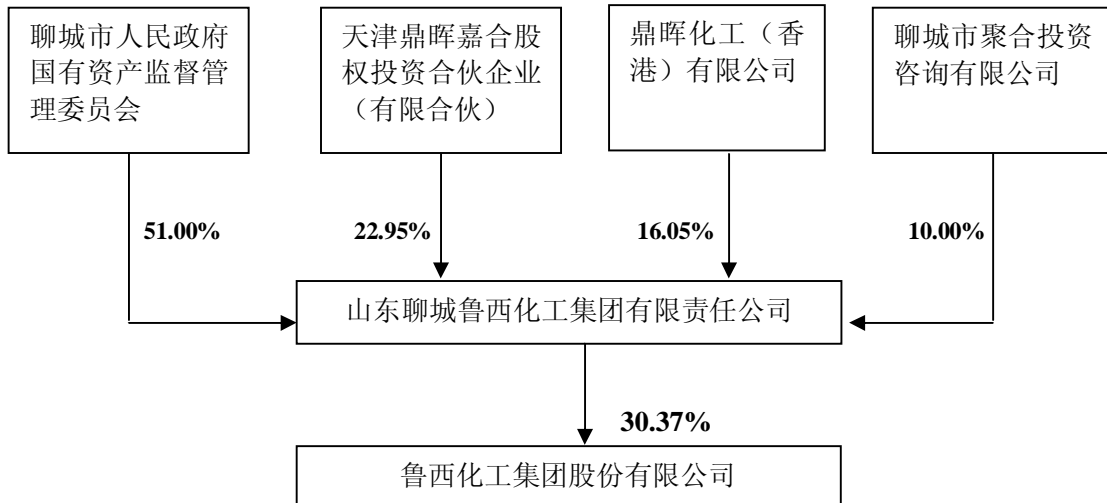 聊城市人民政府
国有资产监督管
理委员会
天津鼎晖嘉合股
权投资合伙企业
（有限合伙）
鼎晖化工（香
港）有限公司
聊城市聚合投资
咨询有限公司
51.00%
22.95%
16.05%
10.00%
山东聊城鲁西化工集团有限责任公司
30.37%
鲁西化工集团股份有限公司